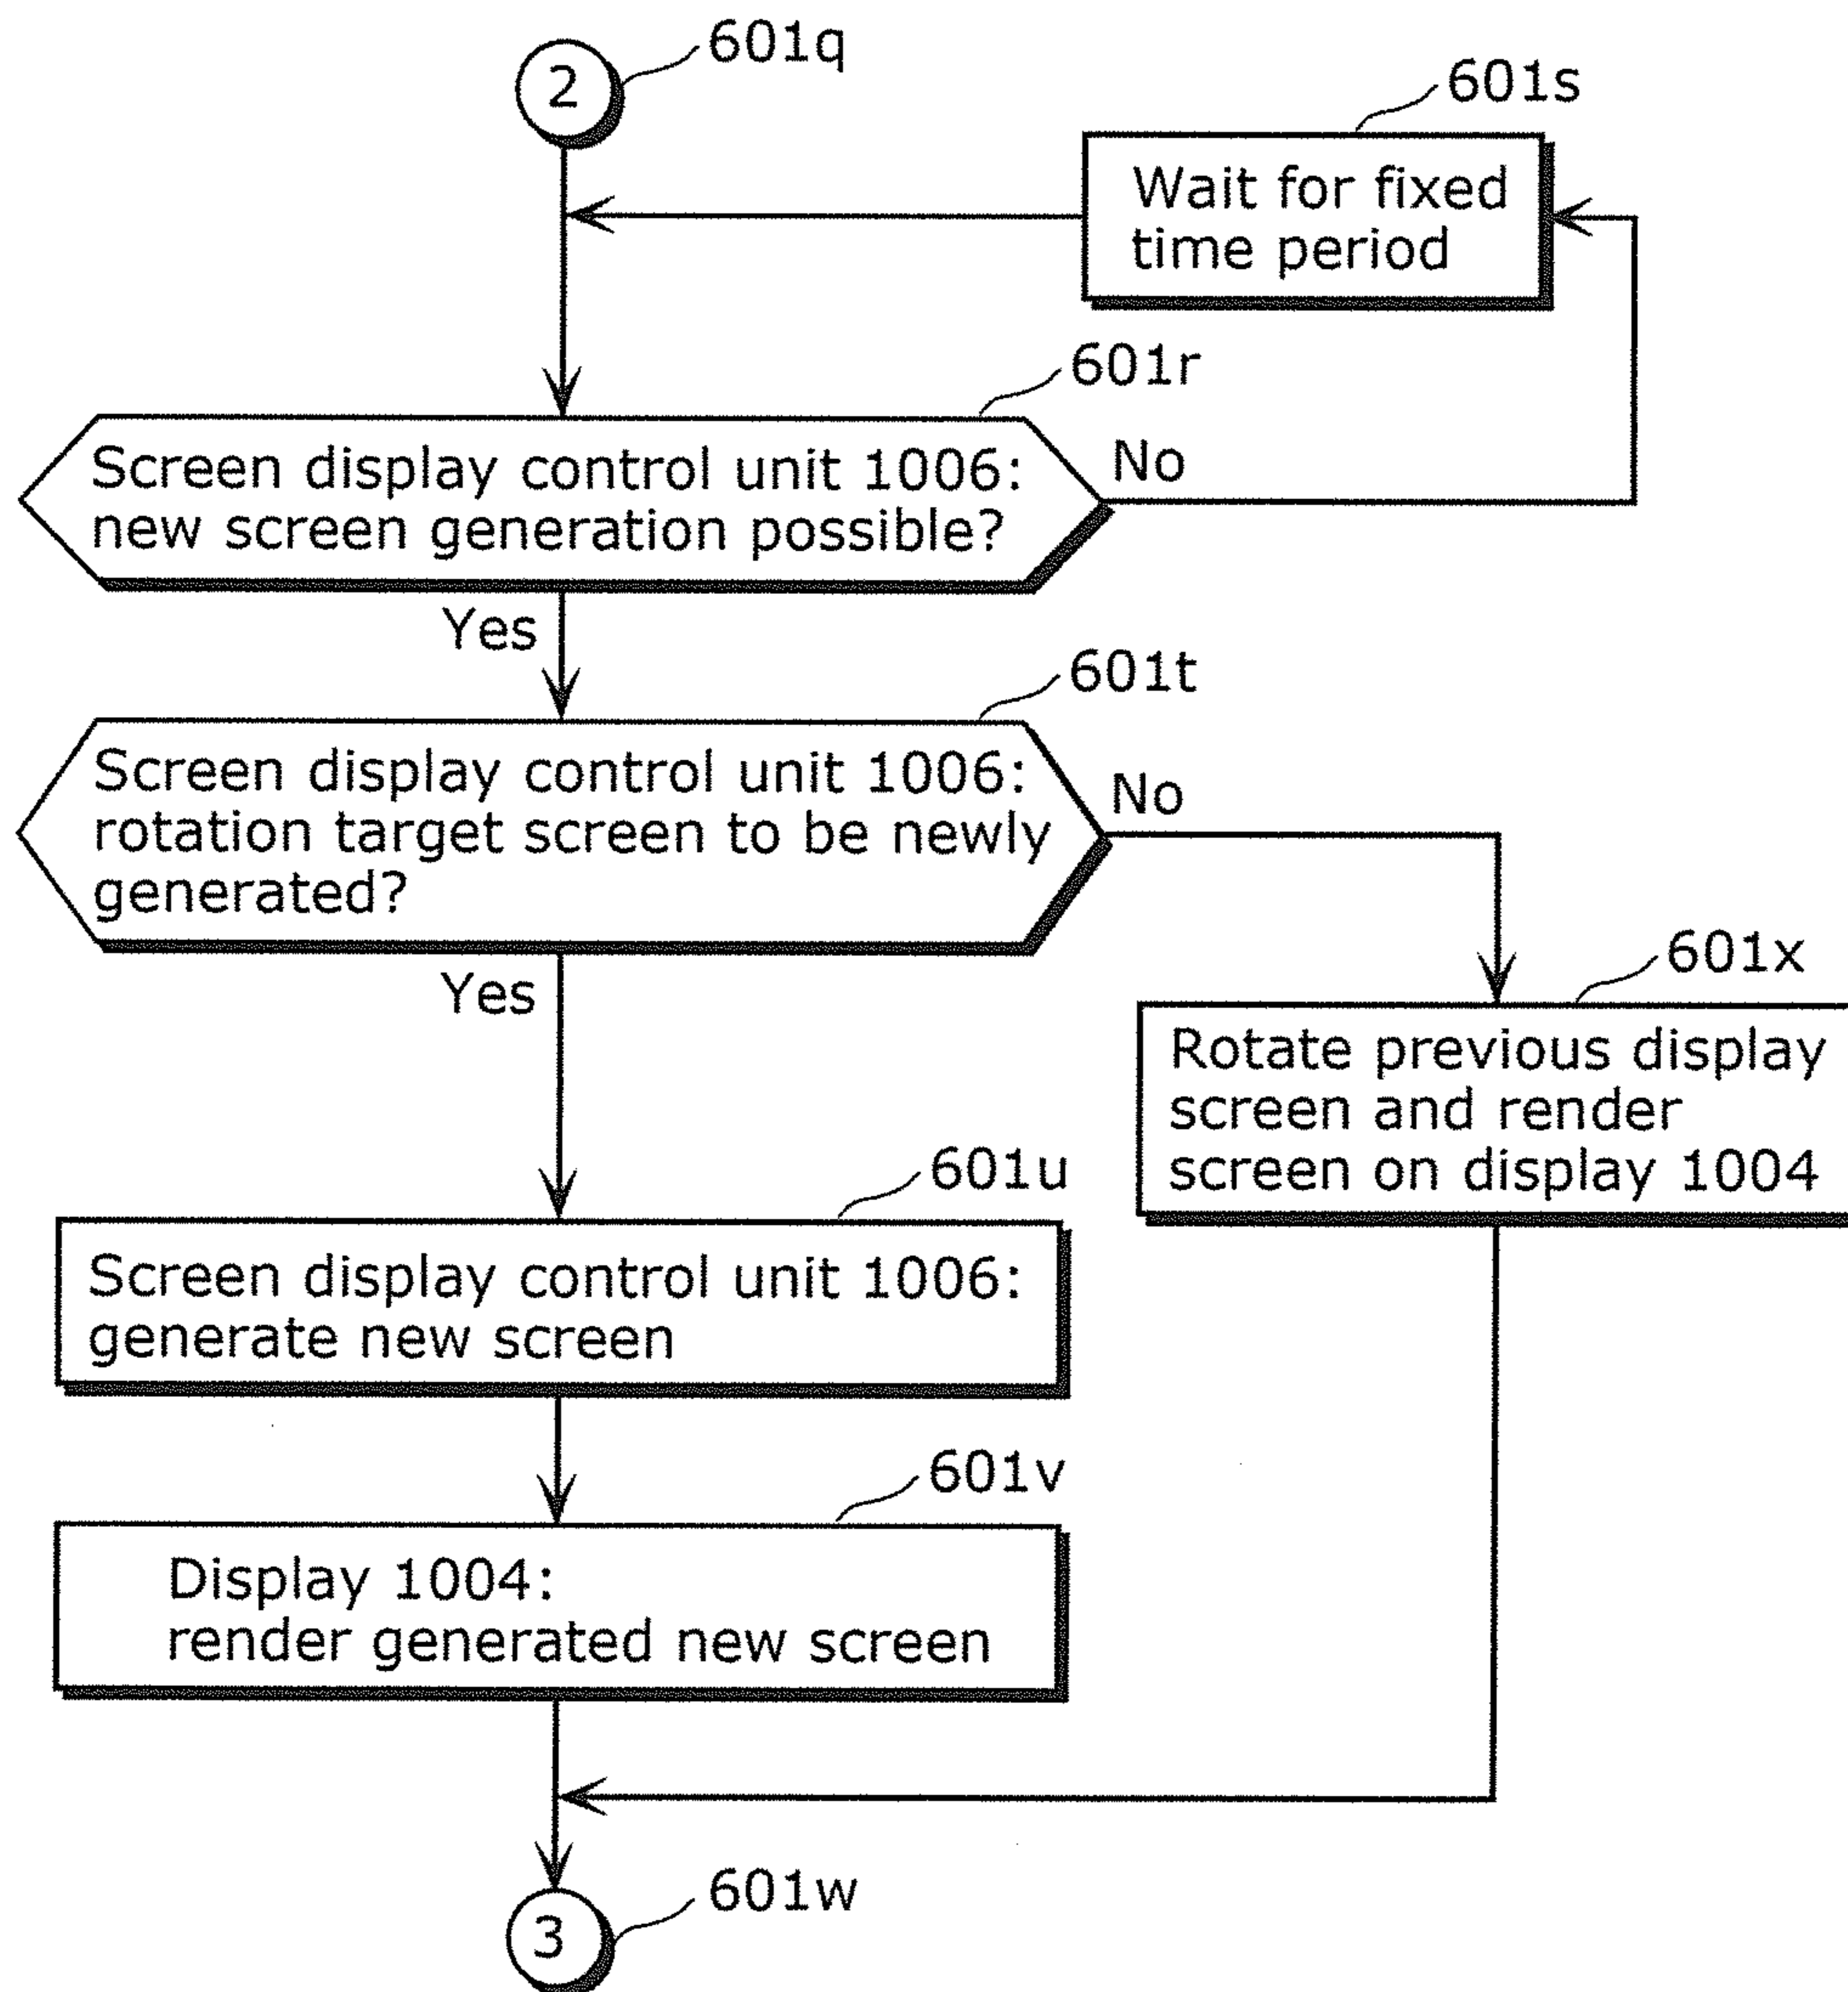 2
601q
601s
Wait for fixed
time period
601r
Screen display control unit 1006:
new screen generation possible?
No
Yes
601t
Screen display control unit 1006:
rotation target screen to be newly
generated?
No
Yes
601x
Rotate previous display
screen and render
screen on display 1004
601u
Screen display control unit 1006:
generate new screen
601v
Display 1004:
render generated new screen
601w
3